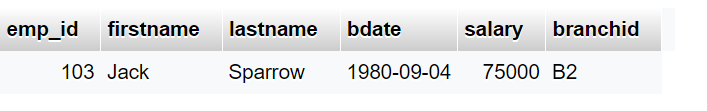 emp_id firstname lastname bdate salary branchid
103 Jack Sparrow 1980-09-04 75000 B2